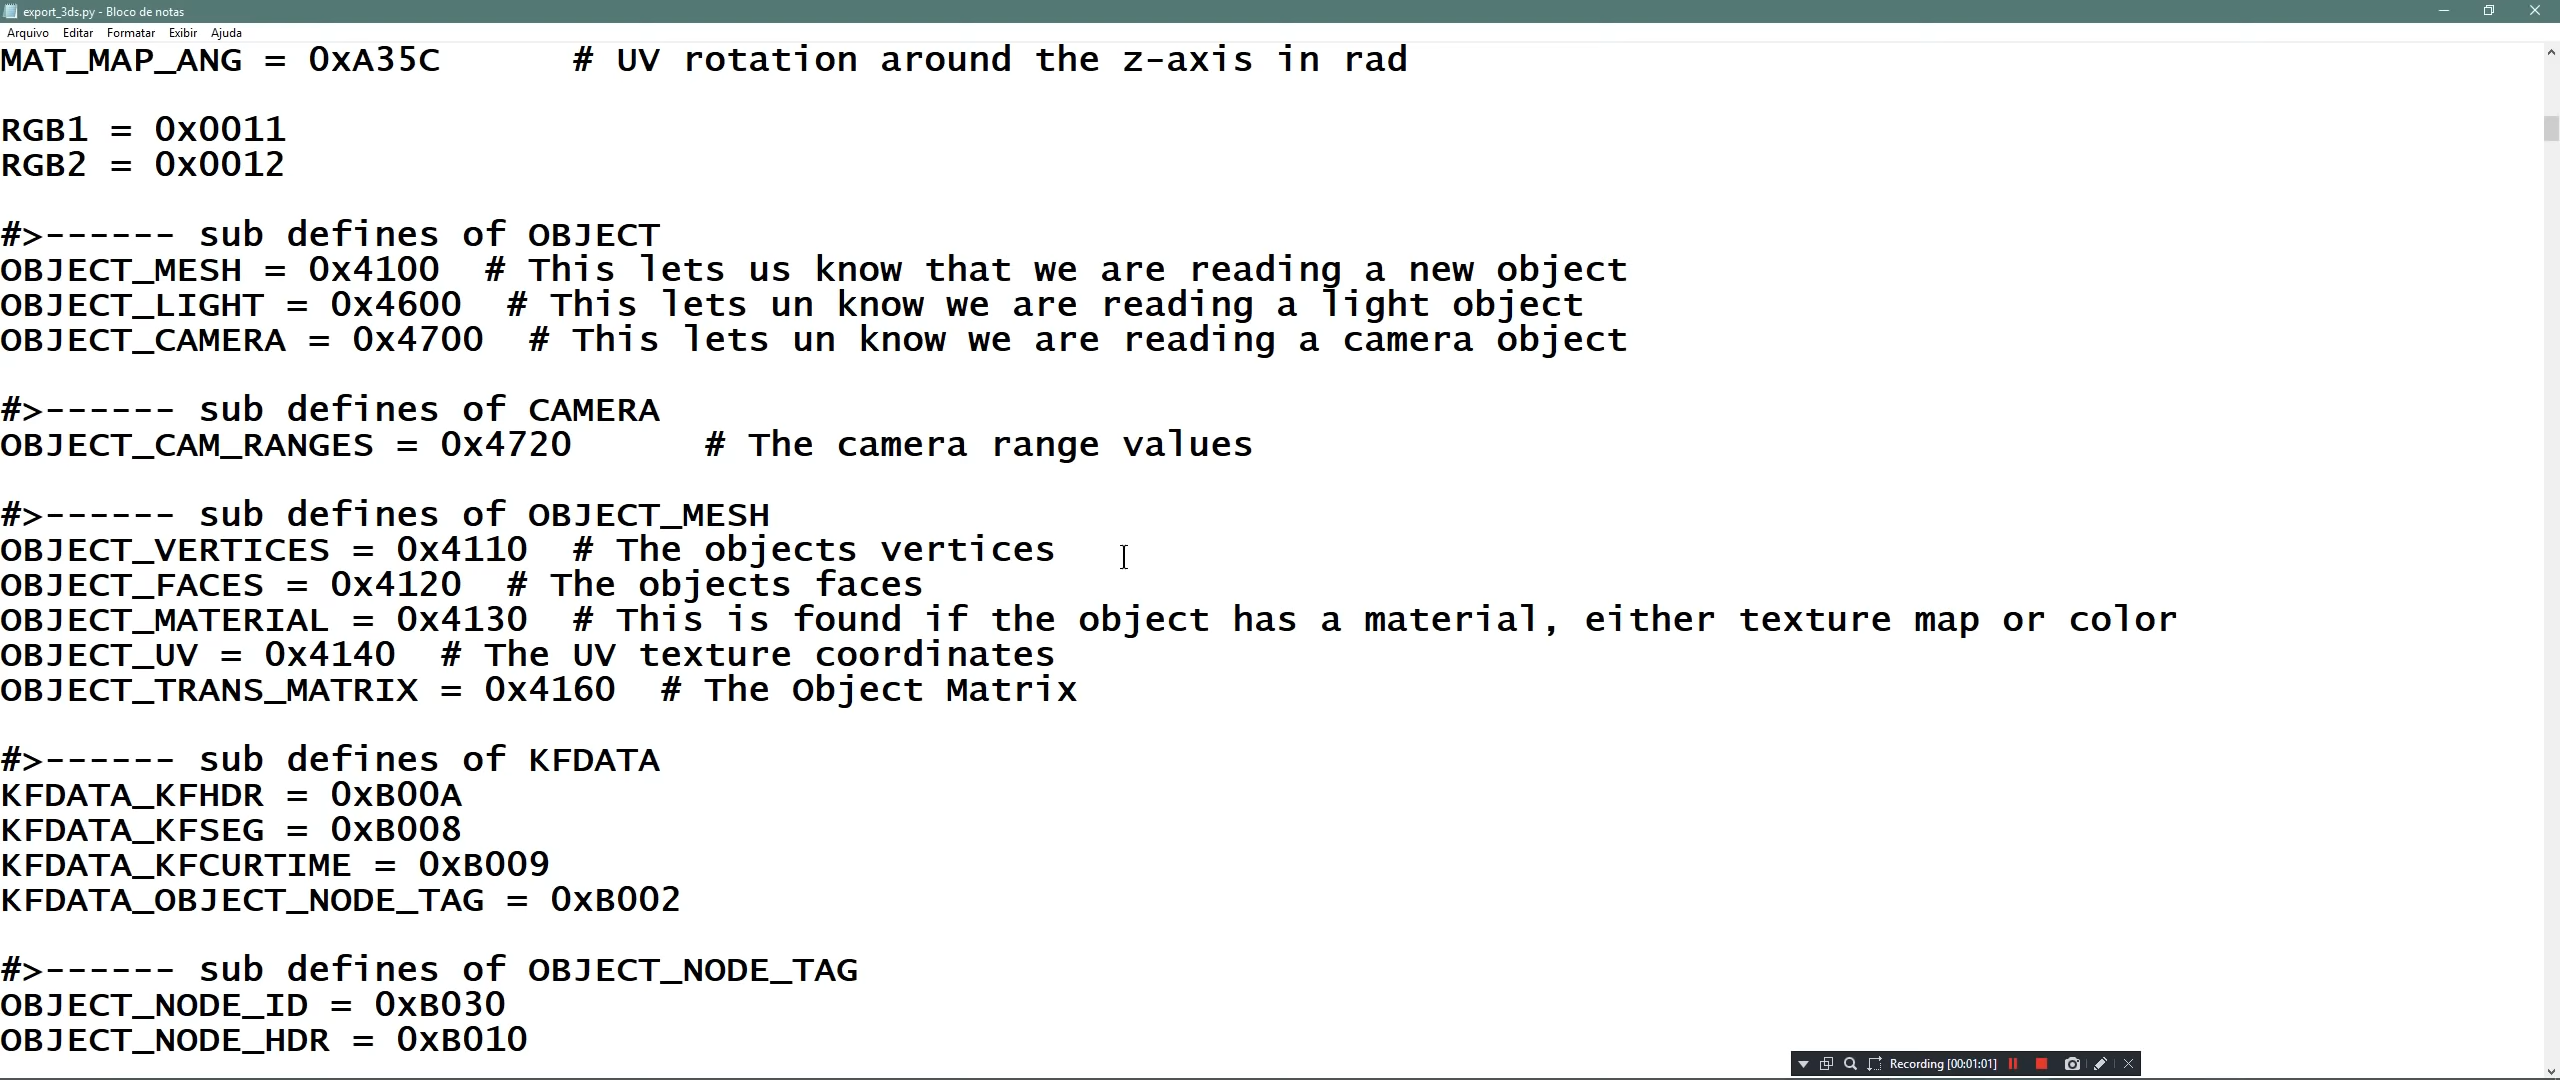 export_3ds.py - Bloco de notas
Arquivo Editar Formatar Exibir Ajuda
MAT_MAP_ANG = 0xA35C      # UV rotation around the z-axis in rad
RGB1 = 0x0011
RGB2 = 0x0012
#>------ sub defines of OBJECT
OBJECT_MESH = 0x4100  # This lets us know that we are reading a new object
OBJECT_LIGHT = 0x4600  # This lets un know we are reading a light object
OBJECT_CAMERA = 0x4700  # This lets un know we are reading a camera object
#>------ sub defines of CAMERA
OBJECT_CAM_RANGES = 0x4720      # The camera range values
#>------ sub defines of OBJECT_MESH
OBJECT_VERTICES = 0x4110  # The objects vertices
OBJECT_FACES = 0x4120  # The objects faces
OBJECT_MATERIAL = 0x4130  # This is found if the object has a material, either texture map or color
OBJECT_UV = 0x4140  # The UV texture coordinates
OBJECT_TRANS_MATRIX = 0x4160  # The Object Matrix
#>------ sub defines of KFDATA
KFDATA_KFHDR = 0xB00A
KFDATA_KFSEG = 0xB008
KFDATA_KFCURTIME = 0xB009
KFDATA_OBJECT_NODE_TAG = 0xB002
#>------ sub defines of OBJECT_NODE_TAG
OBJECT_NODE_ID = 0xB030
OBJECT_NODE_HDR = 0xB010
Recording [00:01:01]